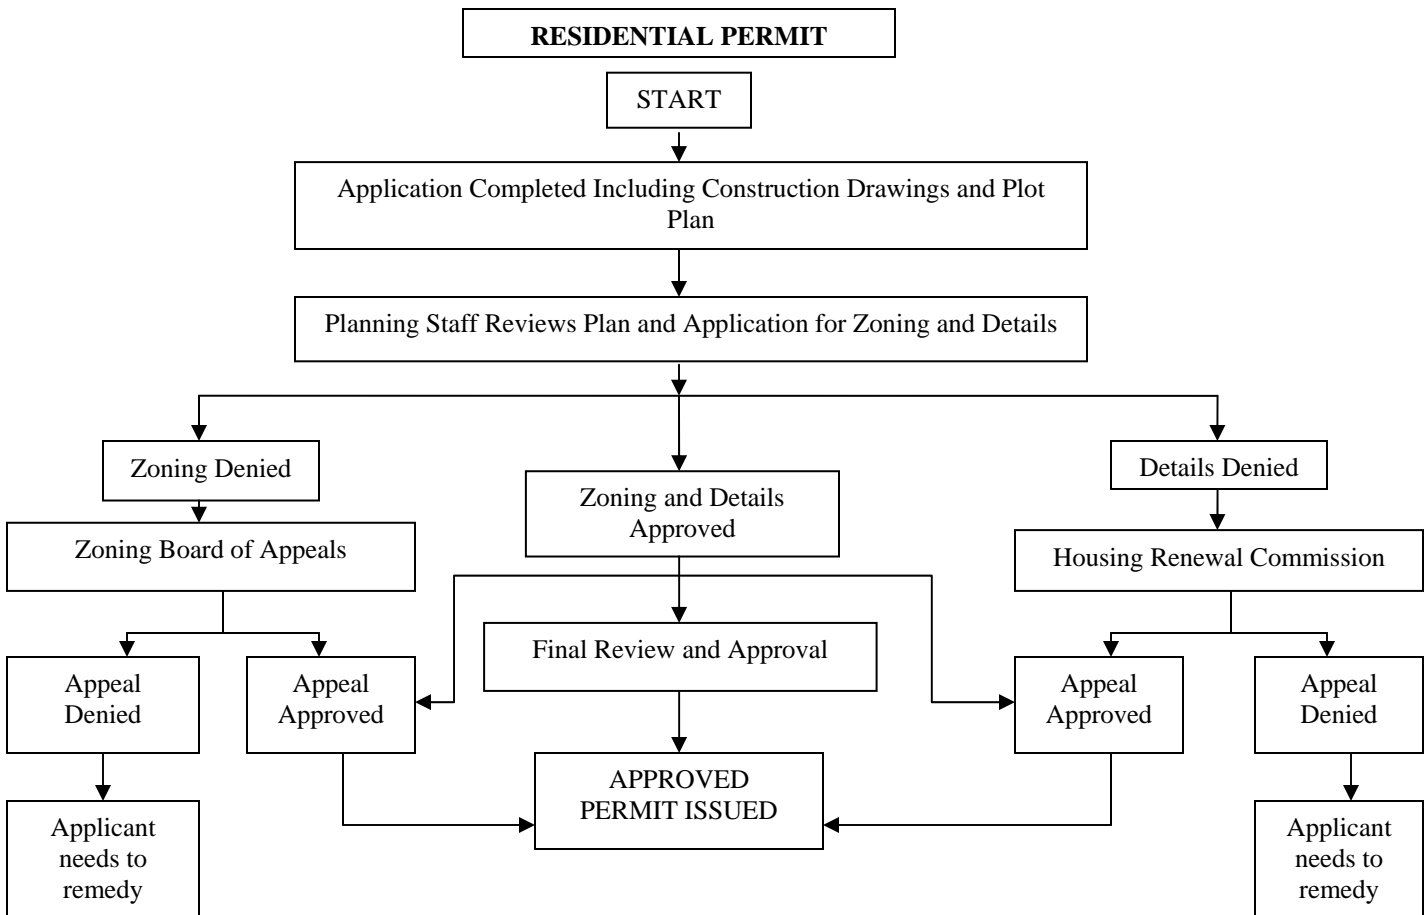 RESIDENTIAL PERMIT
START
Application Completed Including Construction Drawings and Plot
Plan
Planning Staff Reviews Plan and Application for Zoning and Details
Zoning Denied
Zoning and Details
Approved
Details Denied
Zoning Board of Appeals
Housing Renewal Commission
Final Review and Approval
Appeal
Denied
Appeal
Approved
Appeal
Approved
Appeal
Denied
APPROVED
PERMIT ISSUED
Applicant
needs to
remedy
Applicant
needs to
remedy